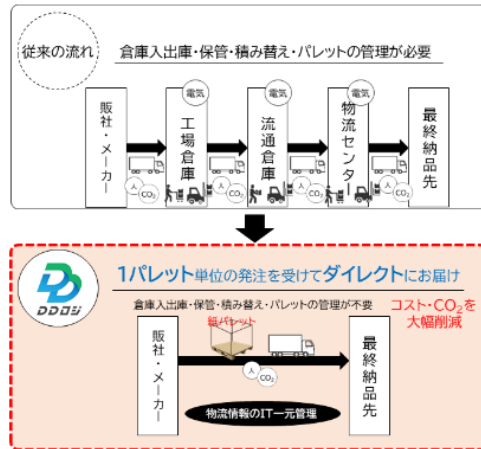 従来の流れ
倉庫入出庫・保管・積み替え・パレットの管理が必要
電気
電気
電気
販社・メーカー
工場倉庫
流通倉庫
物流センター
最終納品先
人
CO2
人
CO2
人
CO2
人
CO2
DD
DDロジ
1パレット単位の発注を受けてダイレクトにお届け
倉庫入出庫・保管・積み替え・パレットの管理が不要
コスト・CO2を
大幅削減
紙パレット
販社・メーカー
人
CO2
最終納品先
物流情報のIT一元管理